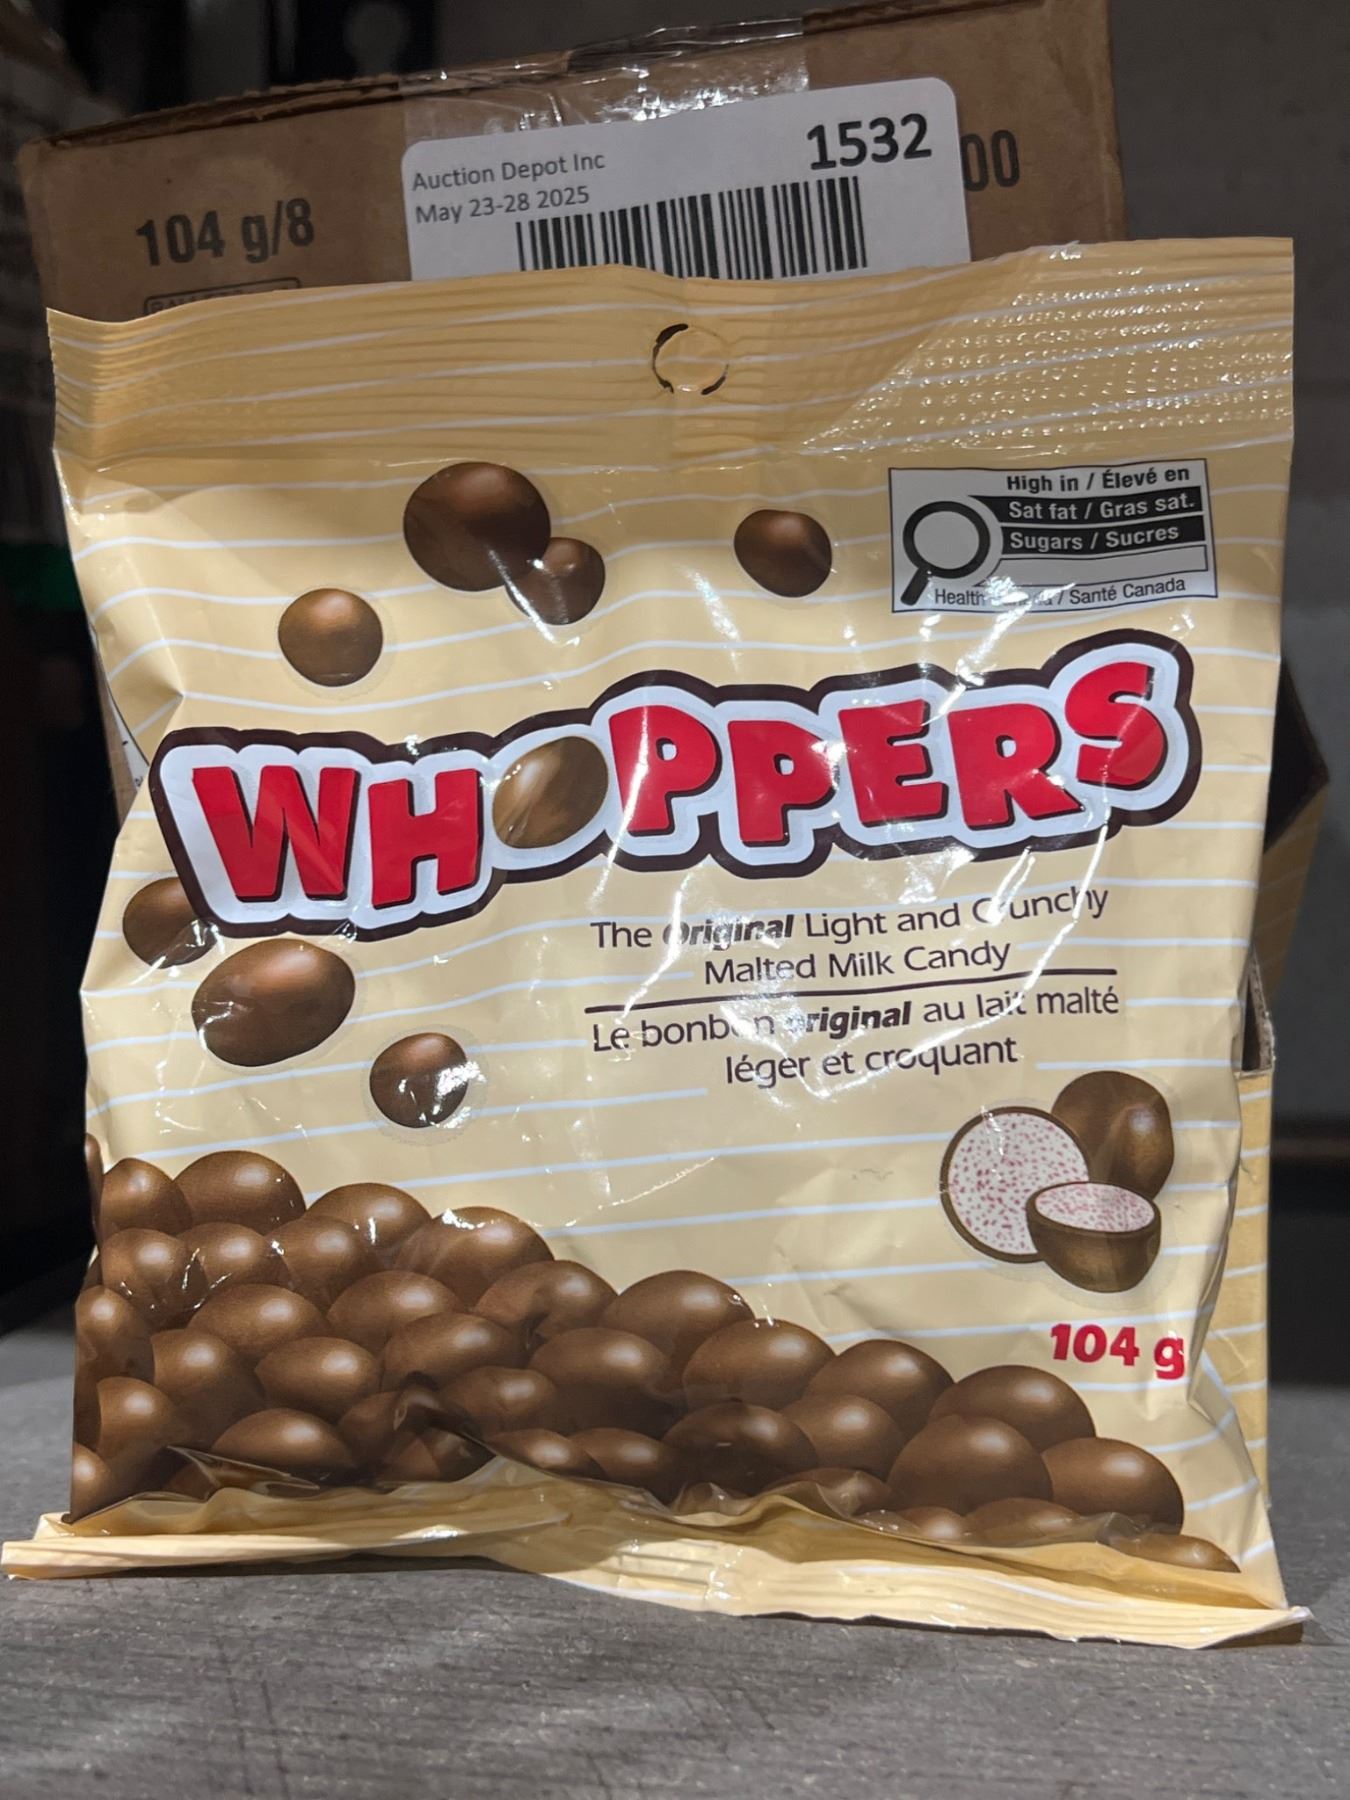 Auction Depot Inc
1532
May 23-28 2025
104 g/8
00
High in / Élevé en
Sat fat / Gras sat.
Sugars / Sucres
Health / Santé Canada
WHOPPERS
The Original Light and Crunchy
Malted Milk Candy
Le bonbon original au lait malté
léger et croquant
104 g